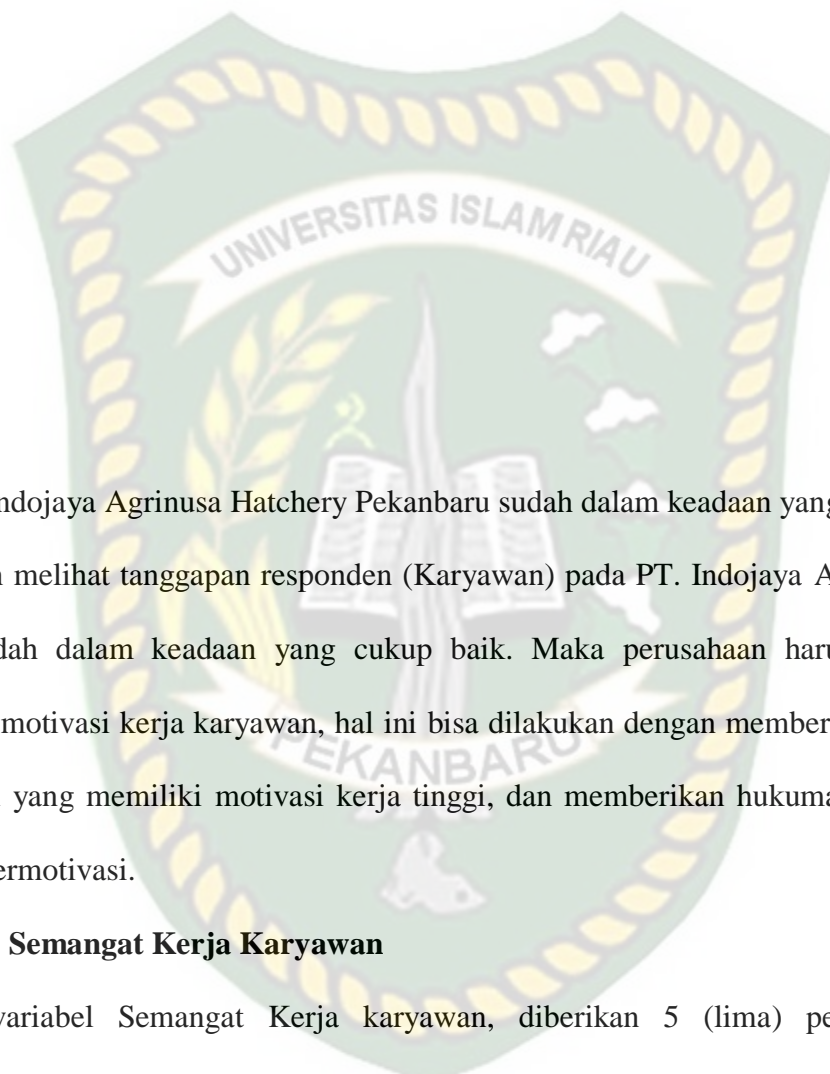 UNIVERSITAS ISLAM RIAU
Indojaya Agrinusa Hatchery Pekanbaru sudah dalam keadaan yang
melihat tanggapan responden (Karyawan) pada PT. Indojaya A
dah dalam keadaan yang cukup baik. Maka perusahaan haru
motivasi kerja karyawan, hal ini bisa dilakukan dengan member
PEKANBARU
yang memiliki motivasi kerja tinggi, dan memberikan hukuma
ermotivasi.
Semangat Kerja Karyawan
variabel Semangat Kerja karyawan, diberikan 5 (lima) pe